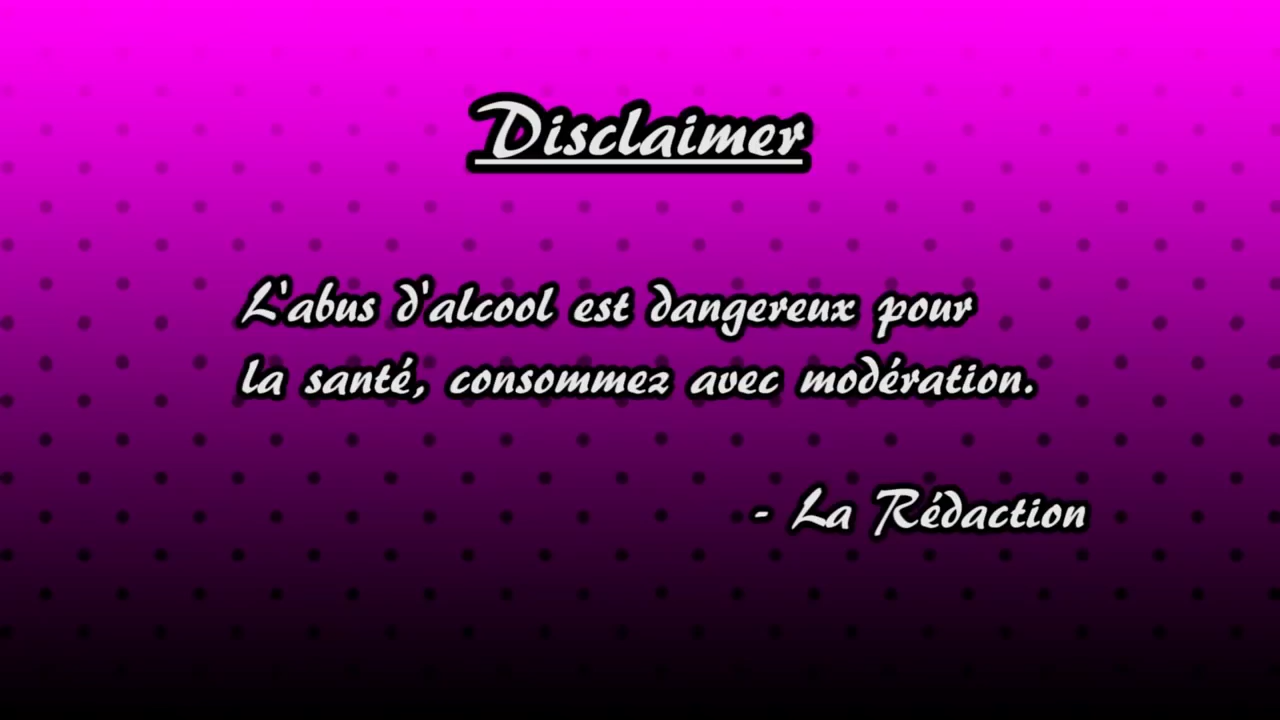 Disclaimer
L'abus d'alcool est dangereux pour
la santé, consommez avec modération.
- La Rédaction